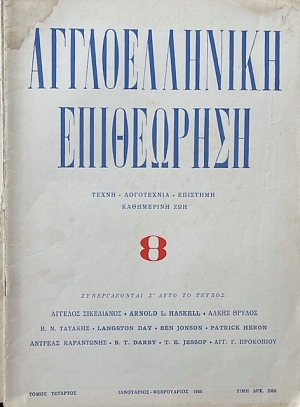 ΑΓΓΛΟΕΛΛΗΝΙΚΗ
ΕΠΙΘΕΩΡΗΣΗ
ΤΕΧΝΗ • ΛΟΓΟΤΕΧΝΙΑ • ΕΠΙΣΤΗΜΗ
ΚΑΘΗΜΕΡΙΝΗ ΖΩΗ
8
ΣΥΝΕΡΓΑΖΟΝΤΑΙ Σ' ΑΥΤΟ ΤΟ ΤΕΥΧΟΣ:
ΑΓΓΕΛΟΣ ΣΙΚΕΛΙΑΝΟΣ • ARNOLD L. HASKELL • ΑΛΚΗΣ ΘΡΥΛΟΣ
Β. Ν. ΤΑΤΑΚΗΣ • LANGSTON DAY • BEN JONSON • PATRICK HERON
ΑΝΤΡΕΑΣ ΚΑΡΑΝΤΩΝΗΣ • B. T. DARBY • T. E. JESSOP • ΑΓΓ. Γ. ΠΡΟΚΟΠΙΟΥ
ΤΟΜΟΣ ΤΕΤΑΡΤΟΣ ΙΑΝΟΥΑΡΙΟΣ-ΦΕΒΡΟΥΑΡΙΟΣ ΤΙΜΗ ΔΡΧ.